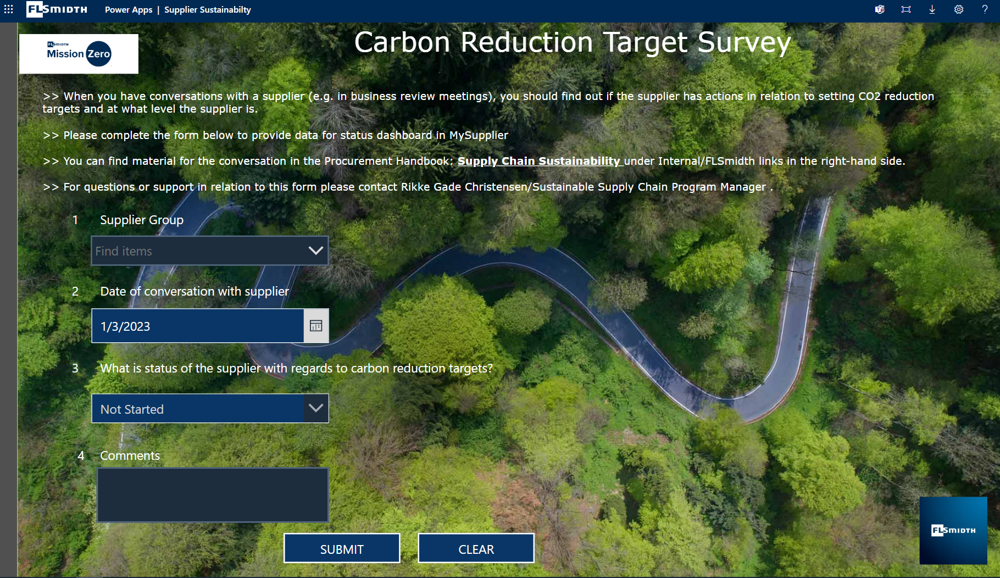 FLSMIDTH
Power Apps | Supplier Sustainabilty
FLSMIDTH
Mission Zero
Carbon Reduction Target Survey
>> When you have conversations with a supplier (e.g. in business review meetings), you should find out if the supplier has actions in relation to setting CO2 reduction
targets and at what level the supplier is.
>> Please complete the form below to provide data for status dashboard in MySupplier
>> You can find material for the conversation in the Procurement Handbook: Supply Chain Sustainability under Internal/FLSmidth links in the right-hand side.
>> For questions or support in relation to this form please contact Rikke Gade Christensen/Sustainable Supply Chain Program Manager .
1 Supplier Group
Find items
2 Date of conversation with supplier
1/3/2023
3 What is status of the supplier with regards to carbon reduction targets?
Not Started
4 Comments
SUBMIT CLEAR
FLSMIDTH